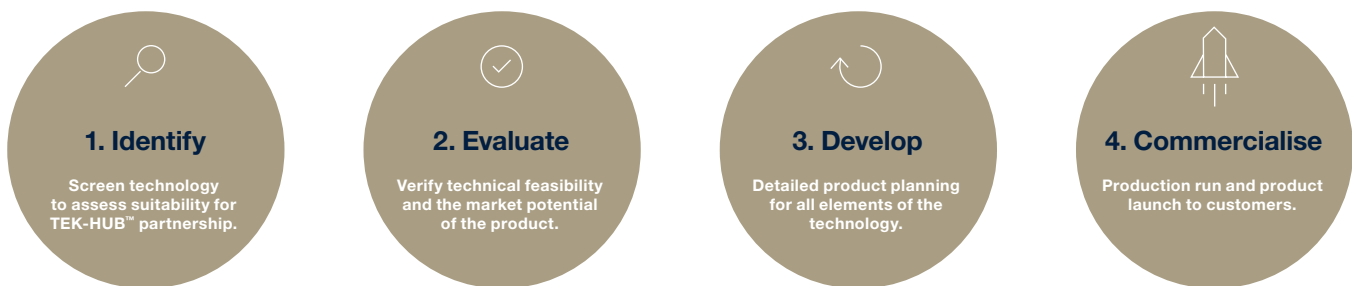 1. Identify
Screen technology
to assess suitability for
TEK-HUB™ partnership.
2. Evaluate
Verify technical feasibility
and the market potential
of the product.
3. Develop
Detailed product planning
for all elements of the
technology.
4. Commercialise
Production run and product
launch to customers.